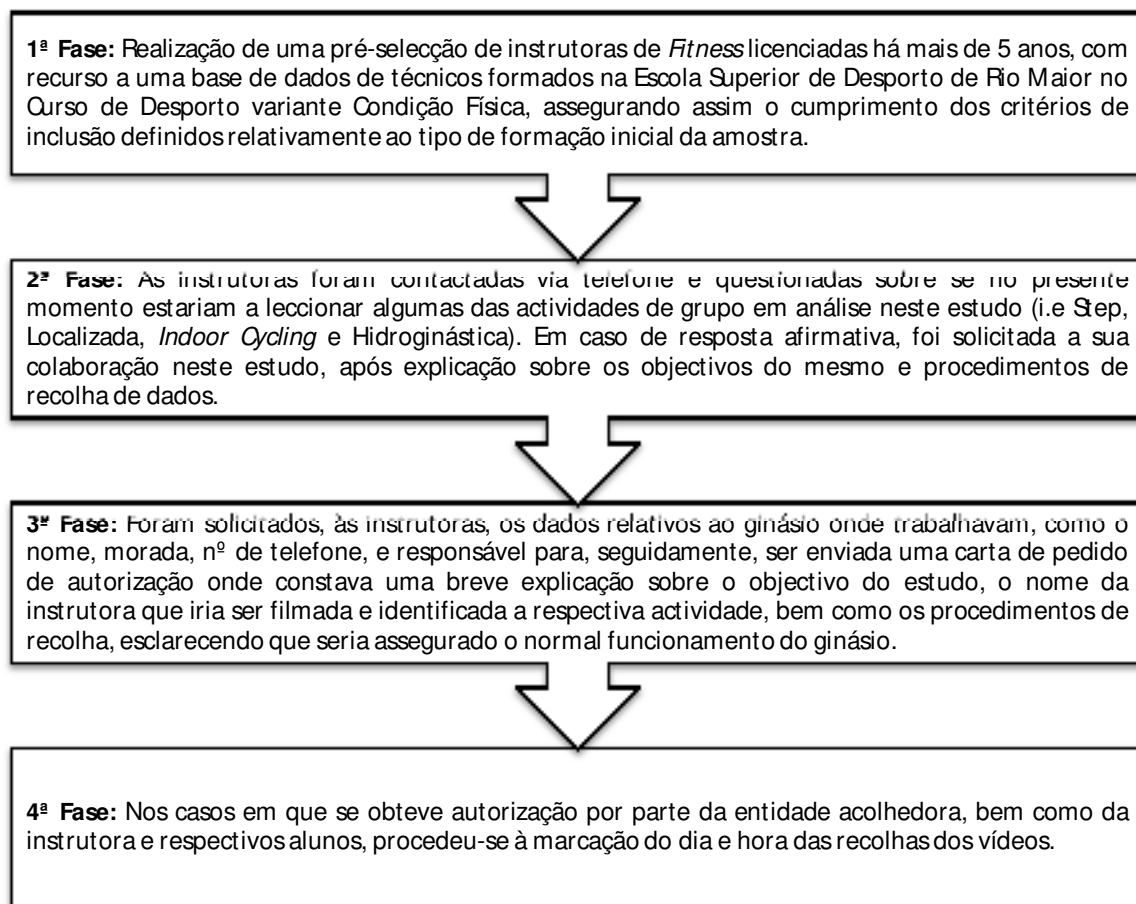 1ª Fase: Realização de uma pré-selecção de instrutoras de Fitness licenciadas há mais de 5 anos, com
recurso a uma base de dados de técnicos formados na Escola Superior de Desporto de Rio Maior no
Curso de Desporto variante Condição Física, assegurando assim o cumprimento dos critérios de
inclusão definidos relativamente ao tipo de formação inicial da amostra.
2ª Fase: As instrutoras foram contactadas via telefone e questionadas sobre se no presente
momento estariam a leccionar algumas das actividades de grupo em análise neste estudo (i.e Step,
Localizada, Indoor Cycling e Hidroginástica). Em caso de resposta afirmativa, foi solicitada a sua
colaboração neste estudo, após explicação sobre os objectivos do mesmo e procedimentos de
recolha de dados.
3ª Fase: Foram solicitados, às instrutoras, os dados relativos ao ginásio onde trabalhavam, como o
nome, morada, nº de telefone, e responsável para, seguidamente, ser enviada uma carta de pedido
de autorização onde constava uma breve explicação sobre o objectivo do estudo, o nome da
instrutora que iria ser filmada e identificada a respectiva actividade, bem como os procedimentos de
recolha, esclarecendo que seria assegurado o normal funcionamento do ginásio.
4ª Fase: Nos casos em que se obteve autorização por parte da entidade acolhedora, bem como da
instrutora e respectivos alunos, procedeu-se à marcação do dia e hora das recolhas dos vídeos.